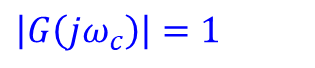 |G(jω_c)| = 1